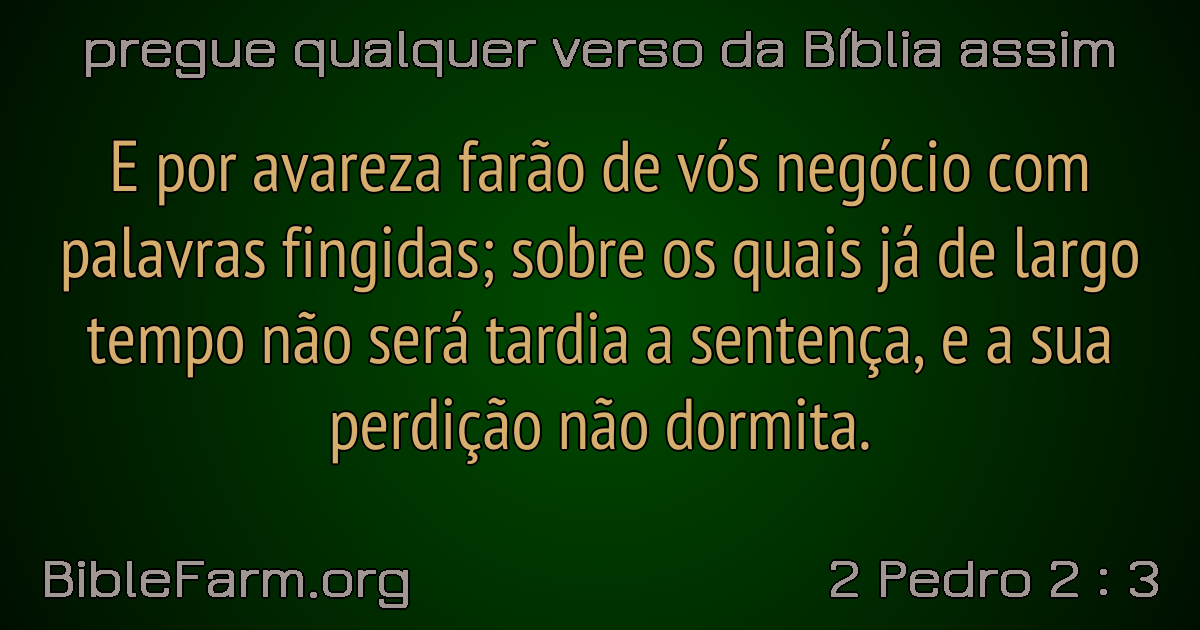 pregue qualquer verso da Bíblia assim
E por avareza farão de vós negócio com
palavras fingidas; sobre os quais já de largo
tempo não será tardia a sentença, e a sua
perdição não dormita.
BibleFarm.org
2 Pedro 2 : 3